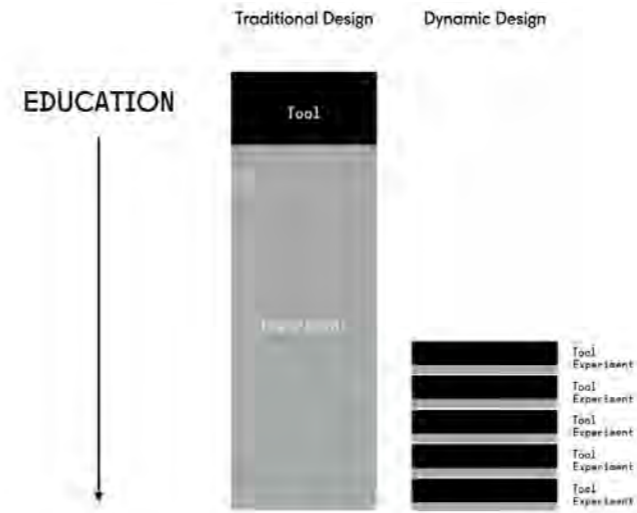 Traditional Design
Dynamic Design
EDUCATION
Tool
Experiment
Tool
Experiment
Tool
Experiment
Tool
Experiment
Tool
Experiment
Tool